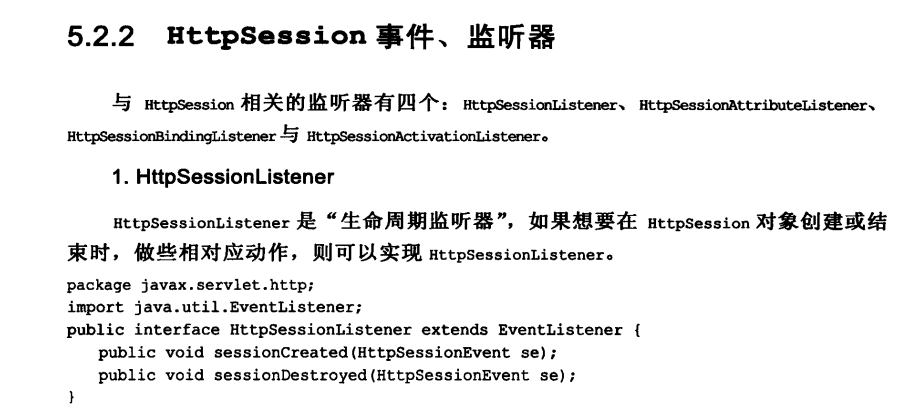 5.2.2 HttpSession 事件、监听器
与 HttpSession 相关的监听器有四个：HttpSessionListener、HttpSessionAttributeListener、
HttpSessionBindingListener 与 HttpSessionActivationListener。
1. HttpSessionListener
HttpSessionListener 是“生命周期监听器”，如果想要在 HttpSession 对象创建或结
束时，做些相对应动作，则可以实现 HttpSessionListener。
package javax.servlet.http;
import java.util.EventListener;
public interface HttpSessionListener extends EventListener {
    public void sessionCreated(HttpSessionEvent se);
    public void sessionDestroyed(HttpSessionEvent se);
}